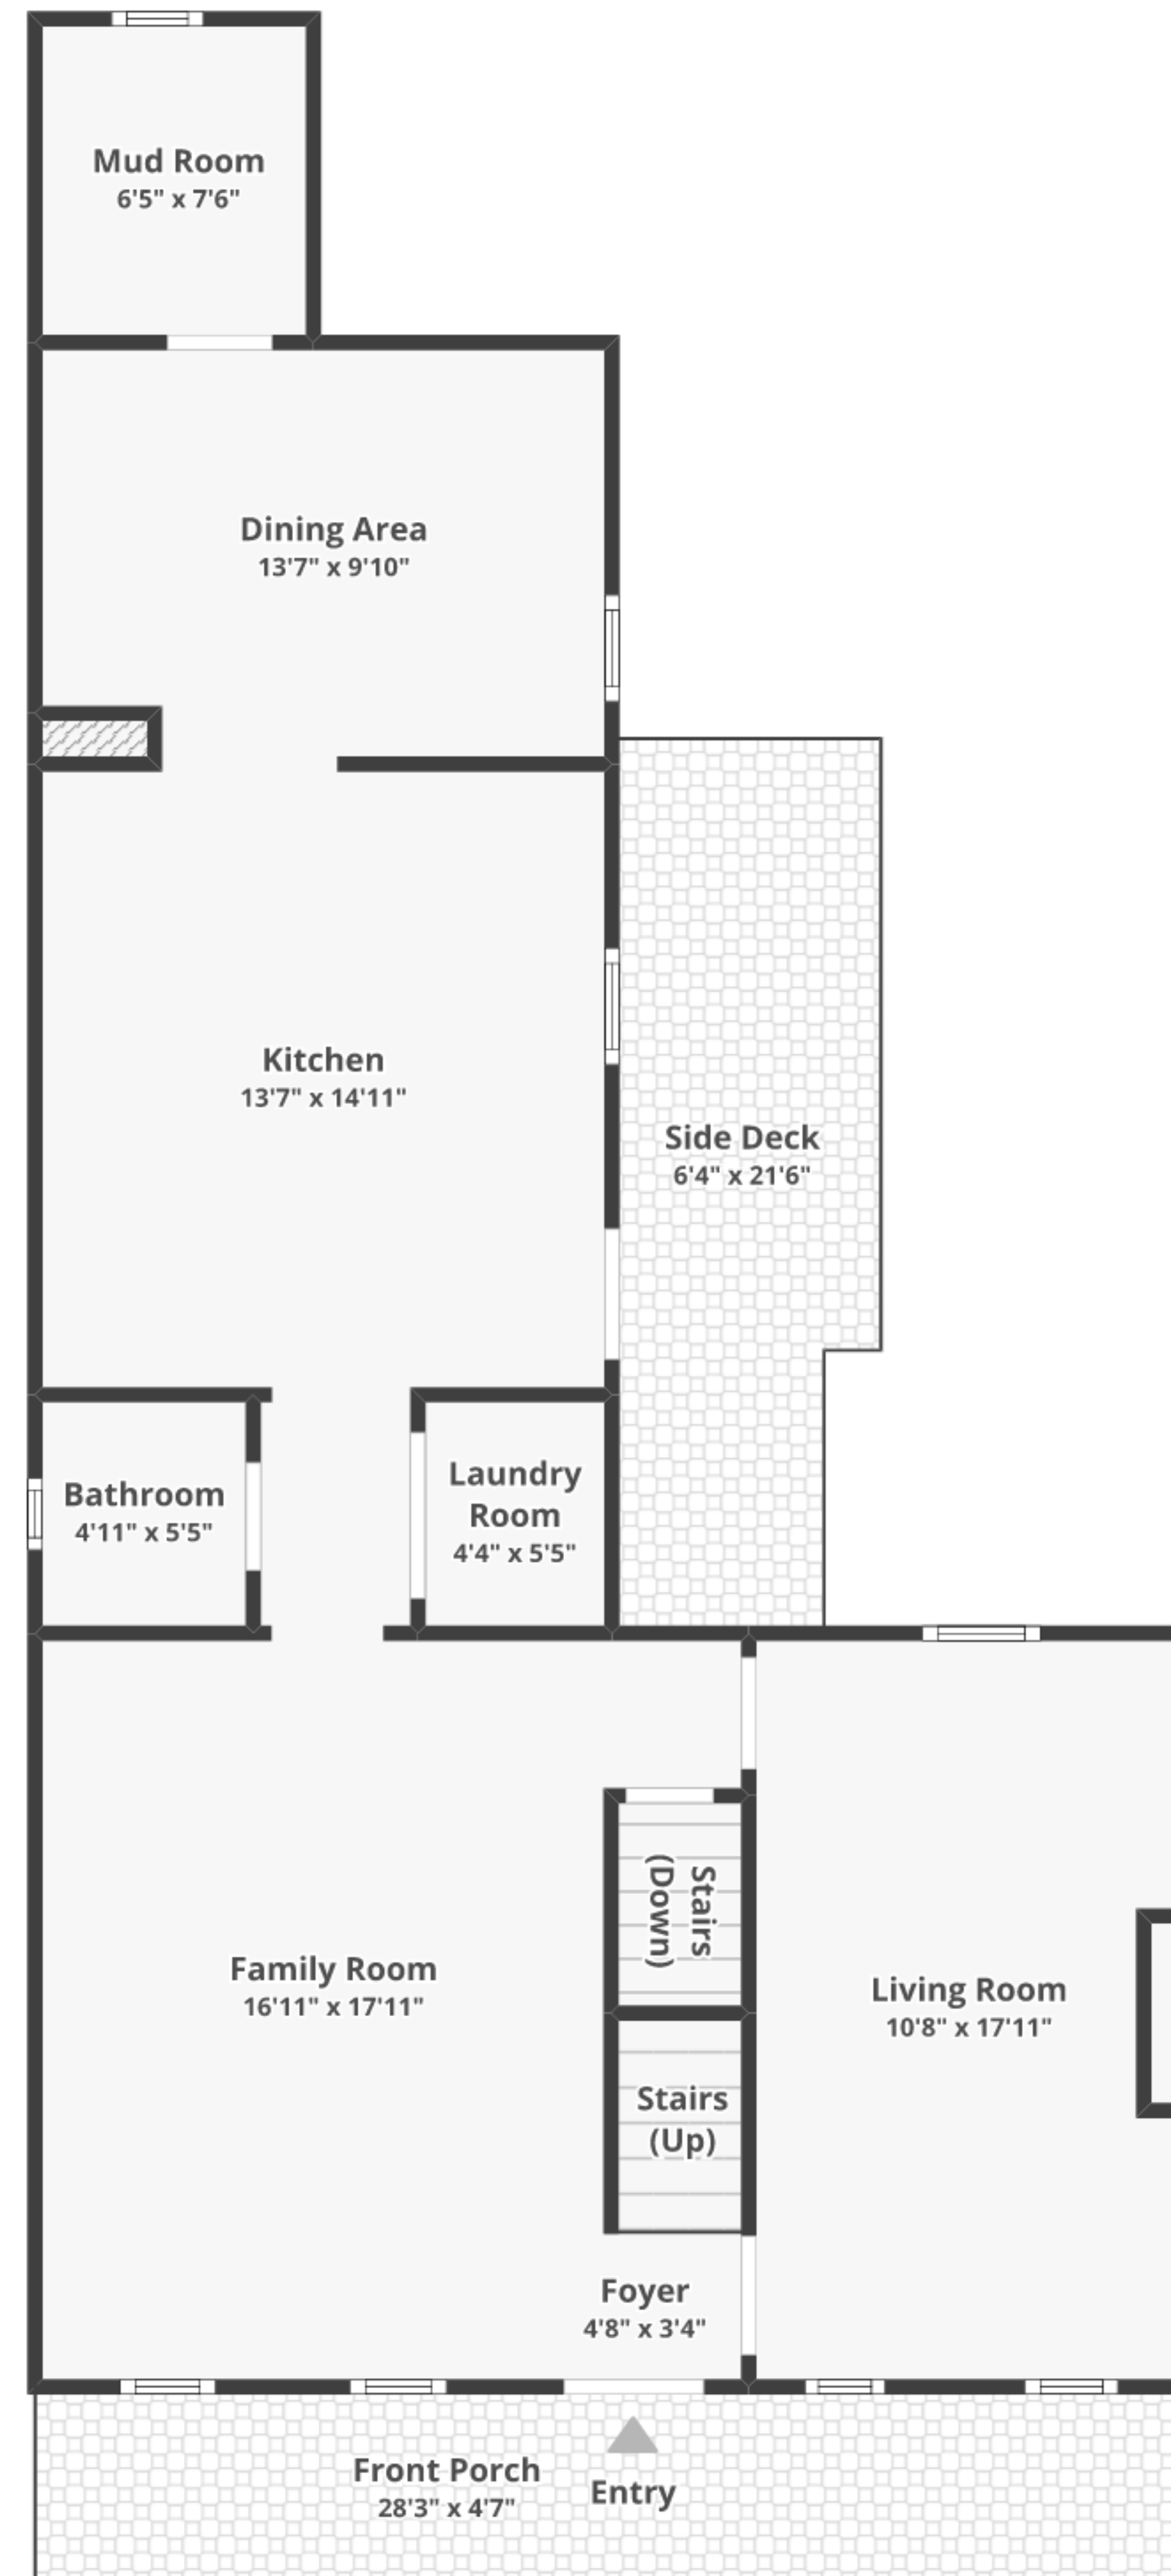 Mud Room
6'5" x 7'6"
Dining Area
13'7" x 9'10"
Kitchen
13'7" x 14'11"
Side Deck
6'4" x 21'6"
Bathroom
4'11" x 5'5"
Laundry
Room
4'4" x 5'5"
Stairs
(Down)
Family Room
16'11" x 17'11"
Living Room
10'8" x 17'11"
Stairs
(Up)
Foyer
4'8" x 3'4"
Front Porch
28'3" x 4'7"
Entry